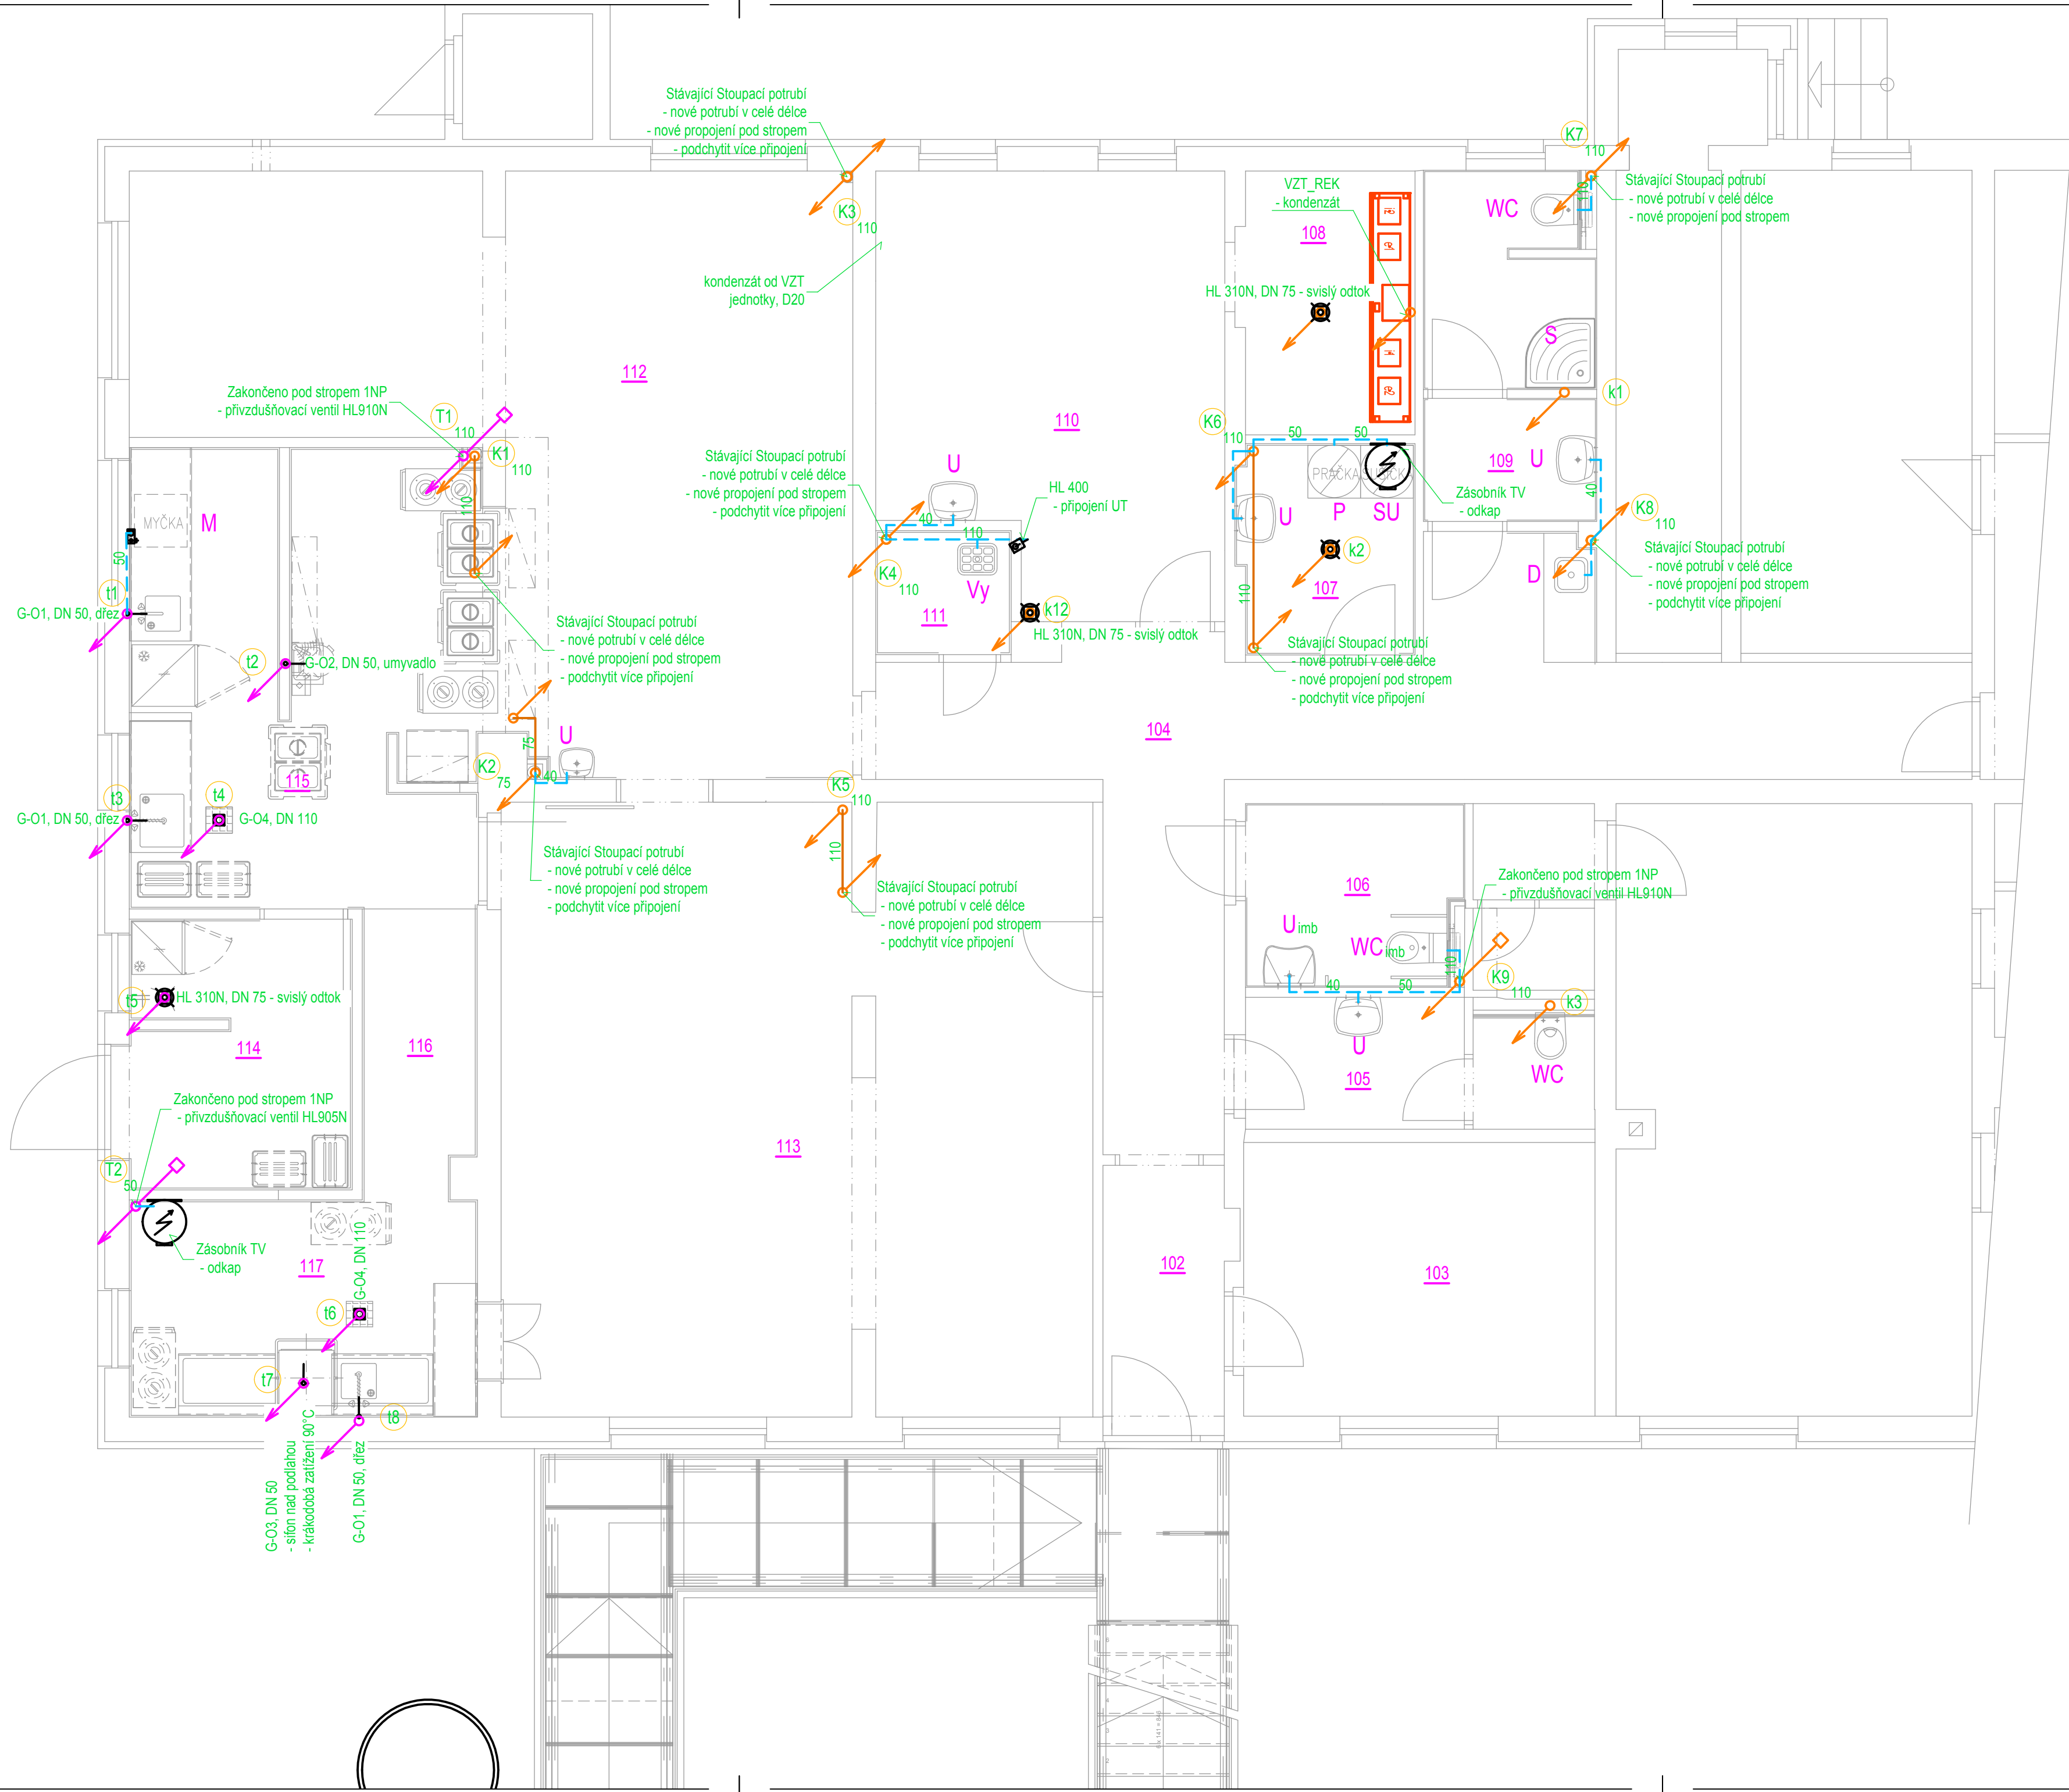 Stávající Stoupací potrubí
- nové potrubí v celé délce
- nové propojení pod stropem
- podchytit více připojení
K3
110
kondenzát od VZT
jednotky, D20
VZT_REK
- kondenzát
108
HL 310N, DN 75 - svislý odtok
K7
110
110
WC
Stávající Stoupací potrubí
- nové potrubí v celé délce
- nové propojení pod stropem
S
k1
112
110
Zakončeno pod stropem 1NP
- přivzdušňovací ventil HL910N
T1
110
K1
110
110
Stávající Stoupací potrubí
- nové potrubí v celé délce
- nové propojení pod stropem
- podchytit více připojení
U
40
110
HL 400
- připojení UT
K4
110
Vy
111
k12
HL 310N, DN 75 - svislý odtok
K6
110
50
50
PRAČKA
U
P
SU
k2
107
110
Zásobník TV
- odkap
109
U
40
K8
110
D
Stávající Stoupací potrubí
- nové potrubí v celé délce
- nové propojení pod stropem
- podchytit více připojení
Stávající Stoupací potrubí
- nové potrubí v celé délce
- nové propojení pod stropem
- podchytit více připojení
MYČKA
M
50
t1
G-O1, DN 50, dřez
t2
G-O2, DN 50, umyvadlo
Stávající Stoupací potrubí
- nové potrubí v celé délce
- nové propojení pod stropem
- podchytit více připojení
104
U
75
K2
75
40
115
t3
G-O1, DN 50, dřez
t4
G-O4, DN 110
K5
110
110
Stávající Stoupací potrubí
- nové potrubí v celé délce
- nové propojení pod stropem
- podchytit více připojení
Stávající Stoupací potrubí
- nové potrubí v celé délce
- nové propojení pod stropem
- podchytit více připojení
106
Zakončeno pod stropem 1NP
- přivzdušňovací ventil HL910N
Uimb
WCimb
110
40
50
K9
110
k3
U
105
WC
t5
HL 310N, DN 75 - svislý odtok
114
116
Zakončeno pod stropem 1NP
- přivzdušňovací ventil HL905N
T2
50
113
Zásobník TV
- odkap
117
G-O4, DN 110
t6
102
103
t7
t8
G-O3, DN 50
- sifon nad podlahou
- krákodobá zatížení 90°C
G-O1, DN 50, dřez